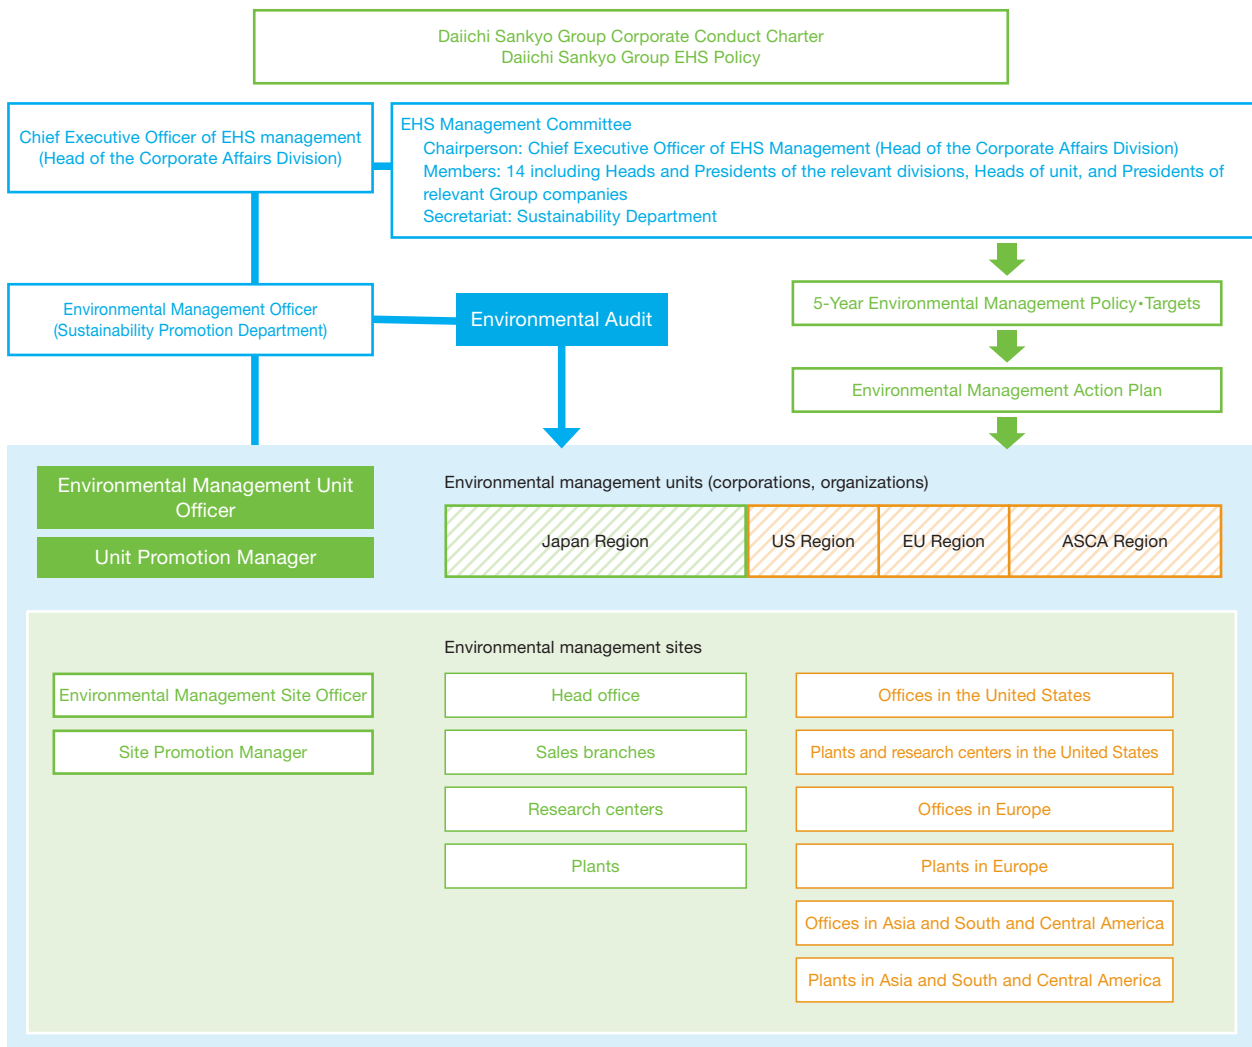 Daiichi Sankyo Group Corporate Conduct Charter
Daiichi Sankyo Group EHS Policy
Chief Executive Officer of EHS management
(Head of the Corporate Affairs Division)
EHS Management Committee
Chairperson: Chief Executive Officer of EHS Management (Head of the Corporate Affairs Division)
Members: 14 including Heads and Presidents of the relevant divisions, Heads of unit, and Presidents of
relevant Group companies
Secretariat: Sustainability Department
Environmental Management Officer
(Sustainability Promotion Department)
Environmental Audit
5-Year Environmental Management Policy•Targets
Environmental Management Action Plan
Environmental Management Unit
Officer
Unit Promotion Manager
Environmental management units (corporations, organizations)
Japan Region
US Region
EU Region
ASCA Region
Environmental management sites
Environmental Management Site Officer
Site Promotion Manager
Head office
Sales branches
Research centers
Plants
Offices in the United States
Plants and research centers in the United States
Offices in Europe
Plants in Europe
Offices in Asia and South and Central America
Plants in Asia and South and Central America